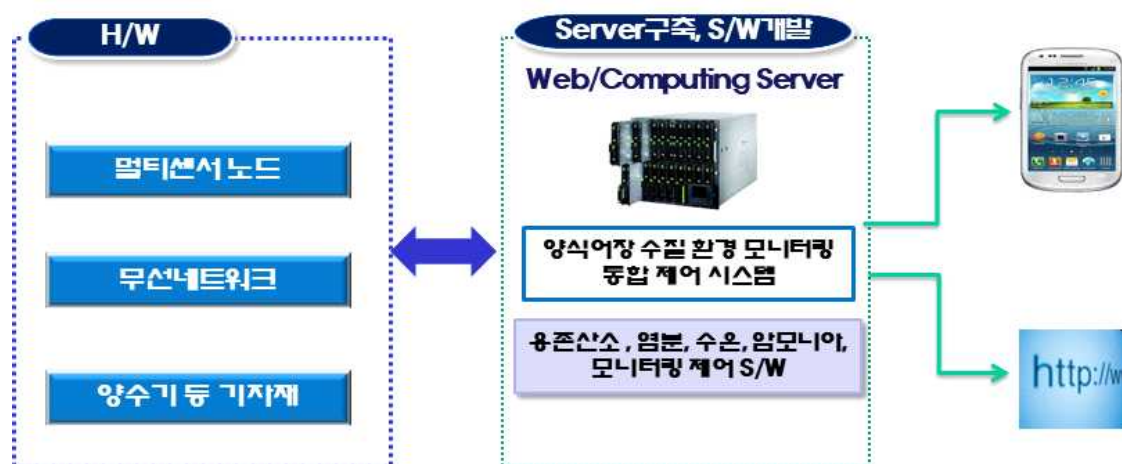 H/W
멀티센서 노드
무선네트워크
양수기 등 기자재
Server구축, S/W개발
Web/Computing Server
양식어장 수질 환경 모니터링
통합 제어 시스템
용존산소 , 염분, 수온, 암모니아,
모니터링 제어 S/W
12:45
http://w